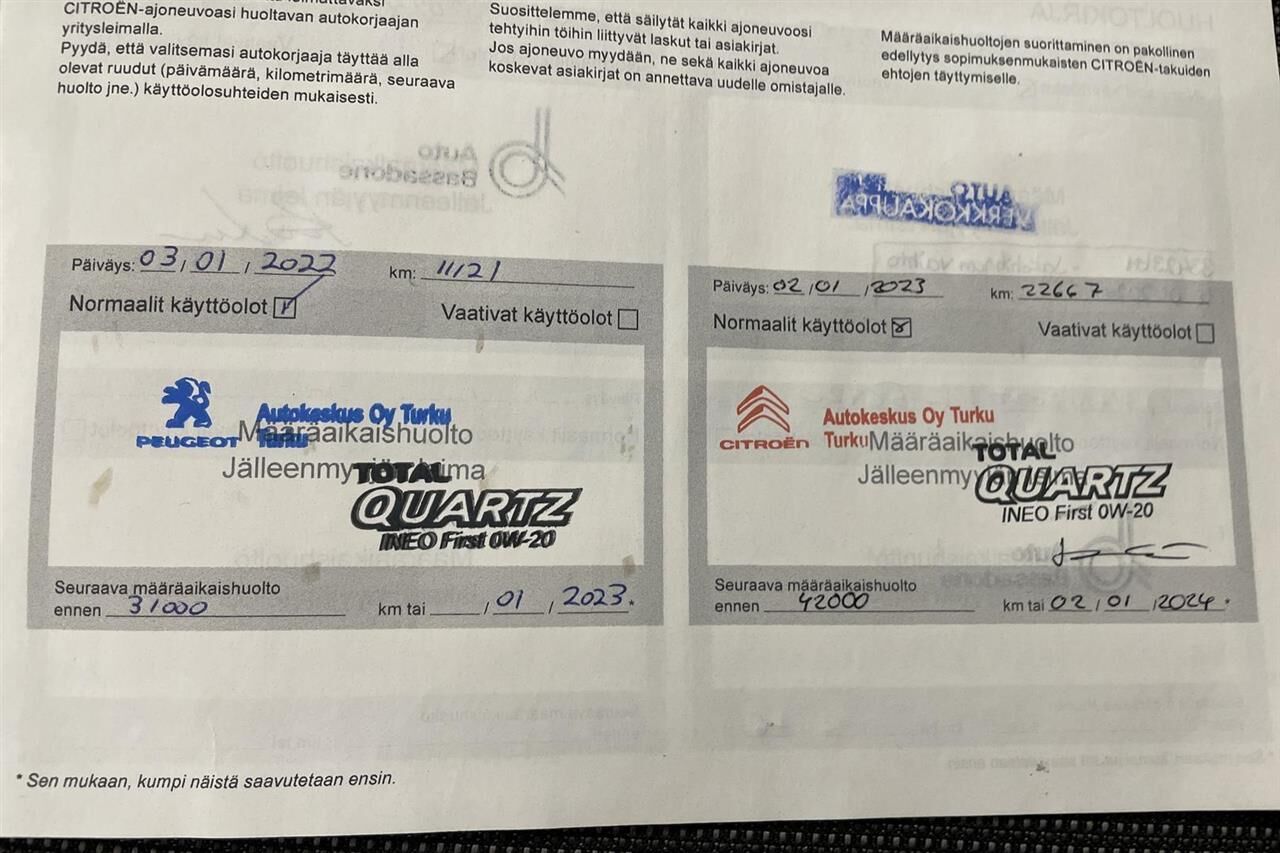 CITROËN-ajoneuvoasi huoltavan autokorjaajan
yritysleimalla.
Pyydä, että valitsemasi autokorjaaja täyttää alla
olevat ruudut (päivämäärä, kilometrimäärä, seuraava
huolto jne.) käyttöolosuhteiden mukaisesti.
Suosittelemme, että säilytät kaikki ajoneuvoosi
tehtyihin töihin liittyvät laskut tai asiakirjat.
Jos ajoneuvo myydään, ne sekä kaikki ajoneuvoa
koskevat asiakirjat on annettava uudelle omistajalle.
Määräaikaishuoltojen suorittaminen on pakollinen
edellytys sopimuksenmukaisten CITROËN-takuiden
ehtojen täyttymiselle.
Auto
Bassadone
AUTO
VERKKOKAUPPA
Päiväys: 03/01/2022 km: 11121
Normaalit käyttöolot Vaativat käyttöolot
PEUGEOT
Autokeskus Oy Turku
Turku
Määräaikaishuolto
TOTAL
QUARTZ
INEO First 0W-20
Seuraava määräaikaishuolto
ennen 31000 km tai /01/2023.*
Päiväys: 02/01/2023 km: 22667
Normaalit käyttöolot Vaativat käyttöolot
CITROËN
Autokeskus Oy Turku
Turku
Määräaikaishuolto
TOTAL
QUARTZ
INEO First 0W-20
Seuraava määräaikaishuolto
ennen 42000 km tai 02/01/2024.*
* Sen mukaan, kumpi näistä saavutetaan ensin.